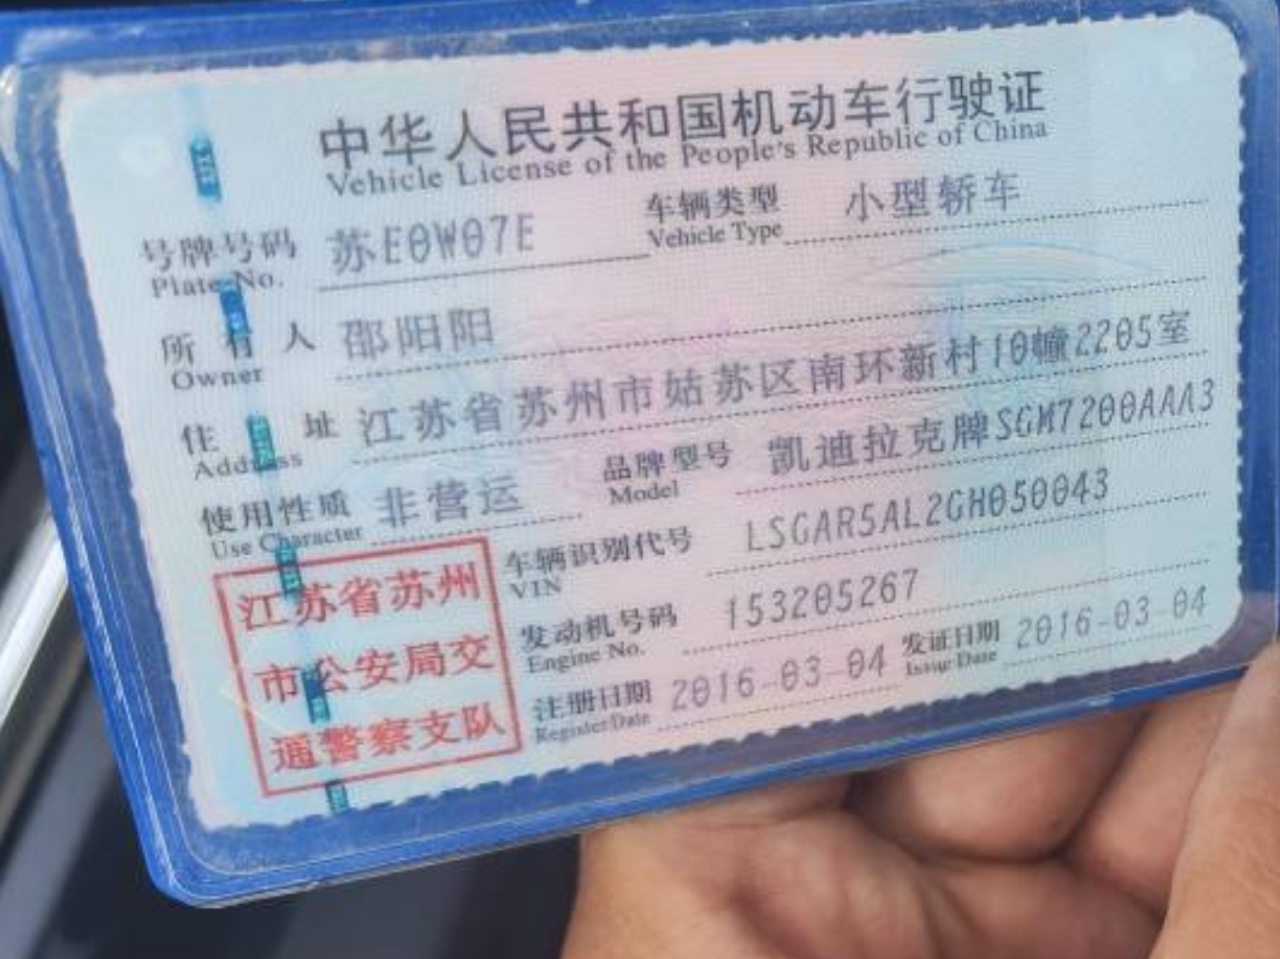 中华人民共和国机动车行驶证
Vehicle License of the People's Republic of China
号牌号码 苏E0W07E 车辆类型 小型轿车
Plate No. Vehicle Type
所有人 邵阳阳
Owner
住址 江苏省苏州市姑苏区南环新村10幢2205室
Address
使用性质 非营运 品牌型号 凯迪拉克牌SGM7200AAA3
Use Character Model
车辆识别代号 LSGAR5AL2GH050043
VIN
发动机号码 153205267
Engine No.
注册日期 2016-03-04 发证日期 2016-03-04
Register Date Issue Date
江苏省苏州
市公安局交
通警察支队